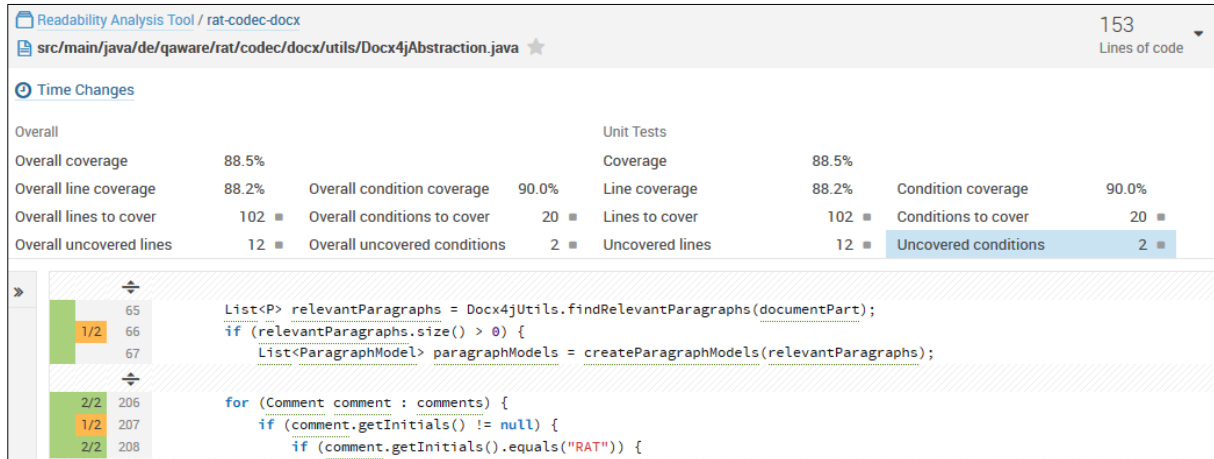 Readability Analysis Tool / rat-codec-docx
153
src/main/java/de/qaware/rat/codec/docx/utils/Docx4jAbstraction.java
Lines of code
Time Changes
Overall Unit Tests
Overall coverage 88.5% Coverage 88.5%
Overall line coverage 88.2% Overall condition coverage 90.0% Line coverage 88.2% Condition coverage 90.0%
Overall lines to cover 102 Overall conditions to cover 20 Lines to cover 102 Conditions to cover 20
Overall uncovered lines 12 Overall uncovered conditions 2 Uncovered lines 12 Uncovered conditions 2
»
65 List<P> relevantParagraphs = Docx4jUtils.findRelevantParagraphs(documentPart);
1/2 66 if (relevantParagraphs.size() > 0) {
67 List<ParagraphModel> paragraphModels = createParagraphModels(relevantParagraphs);
2/2 206 for (Comment comment : comments) {
1/2 207 if (comment.getInitials() != null) {
2/2 208 if (comment.getInitials().equals("RAT")) {